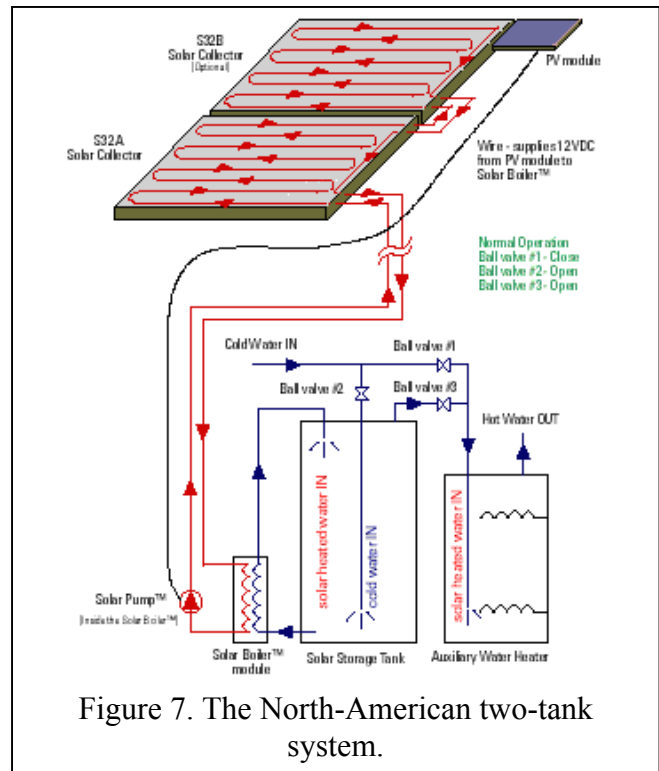 S32B
Solar Collector
(Optional)
PV module
S32A
Solar Collector
Wire - supplies 12VDC
from PV module to
Solar Boiler™
Normal Operation
Ball valve #1 - Close
Ball valve #2 - Open
Ball valve #3 - Open
Cold Water IN
Ball valve #1
Ball valve #2
Ball valve #3
Hot Water OUT
solar heated water IN
cold water IN
solar heated water IN
Solar Pump™
(Inside the Solar Boiler™)
Solar Boiler™
module
Solar Storage Tank
Auxiliary Water Heater
Figure 7. The North-American two-tank
system.